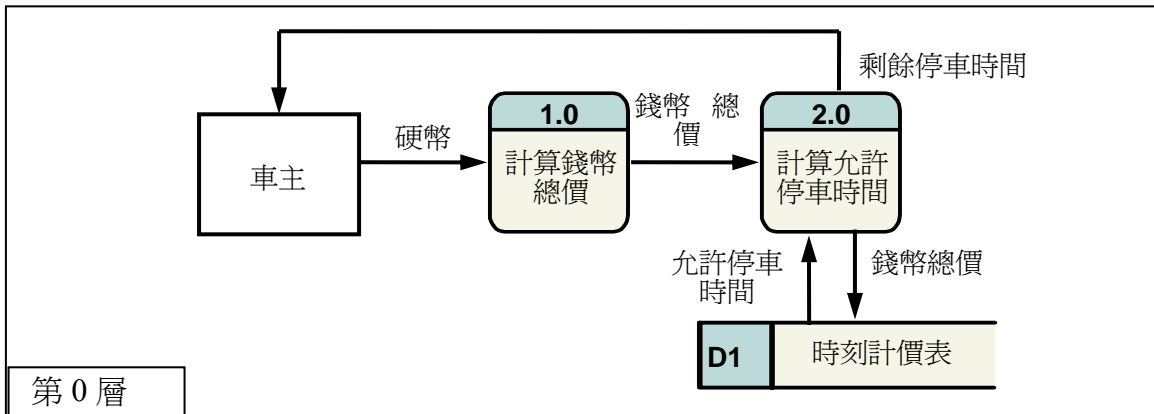 剩餘停車時間
車主
硬幣
1.0
計算錢幣
總價
錢幣 總
價
2.0
計算允許
停車時間
允許停車
時間
錢幣總價
D1
時刻計價表
第 0 層